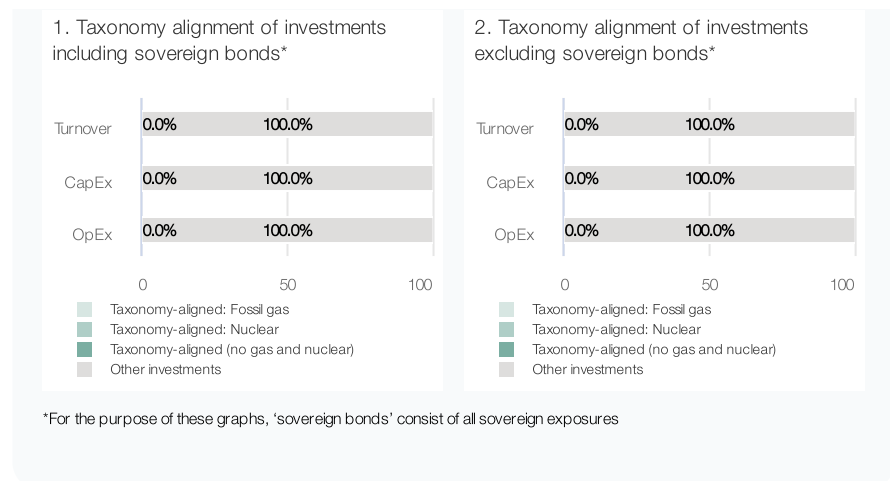 1. Taxonomy alignment of investments
including sovereign bonds*
Turnover 0.0% 100.0%
CapEx 0.0% 100.0%
OpEx 0.0% 100.0%
0 50 100
Taxonomy-aligned: Fossil gas
Taxonomy-aligned: Nuclear
Taxonomy-aligned (no gas and nuclear)
Other investments
2. Taxonomy alignment of investments
excluding sovereign bonds*
Turnover 0.0% 100.0%
CapEx 0.0% 100.0%
OpEx 0.0% 100.0%
0 50 100
Taxonomy-aligned: Fossil gas
Taxonomy-aligned: Nuclear
Taxonomy-aligned (no gas and nuclear)
Other investments
*For the purpose of these graphs, ‘sovereign bonds’ consist of all sovereign exposures